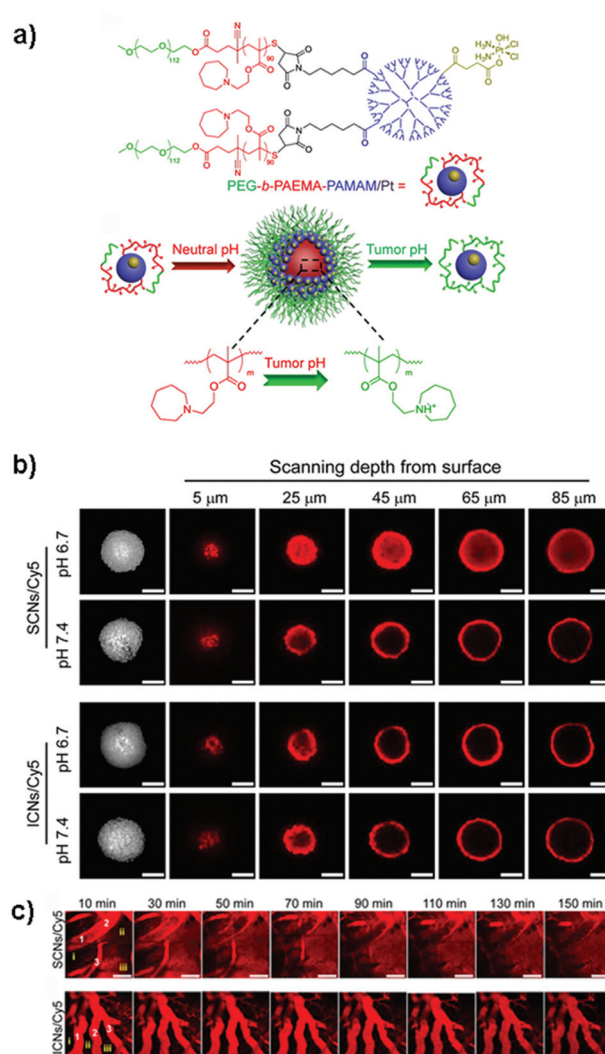 a)
O
112
O
O
CN
S
90
O
O
N
O
N
O
O
O
OH
H₂N
Pt
Cl
H₂N
Cl
O
O
N
O
112
O
O
CN
90
O
O
S
O
N
O
O
PEG-b-PAEMA-PAMAM/Pt =
Neutral pH
Tumor pH
m
O
O
N
Tumor pH
m
O
O
NH⁺
b)
Scanning depth from surface
5 μm 25 μm 45 μm 65 μm 85 μm
SCNs/Cy5
pH 6.7
pH 7.4
ICNs/Cy5
pH 6.7
pH 7.4
c)
10 min 30 min 50 min 70 min 90 min 110 min 130 min 150 min
SCNs/Cy5
1
2
3
i
ii
iii
ICNs/Cy5
1
2
3
i
ii
iii